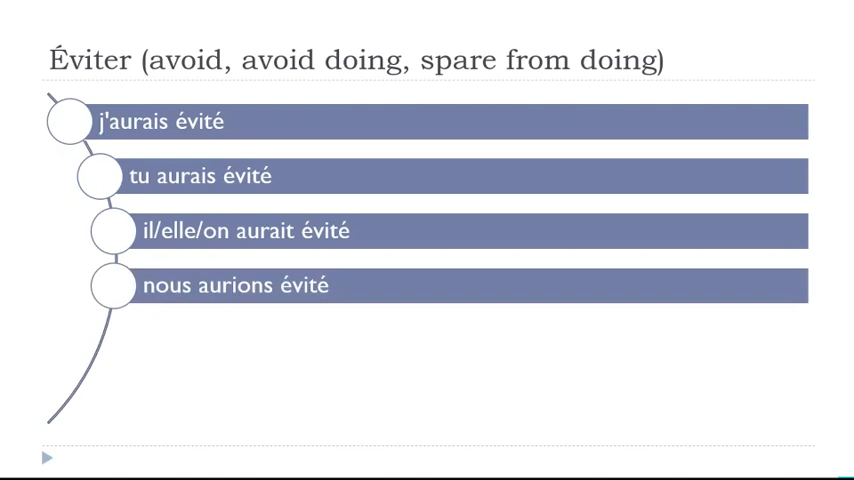 Éviter (avoid, avoid doing, spare from doing)
j'aurais évité
tu aurais évité
il/elle/on aurait évité
nous aurions évité